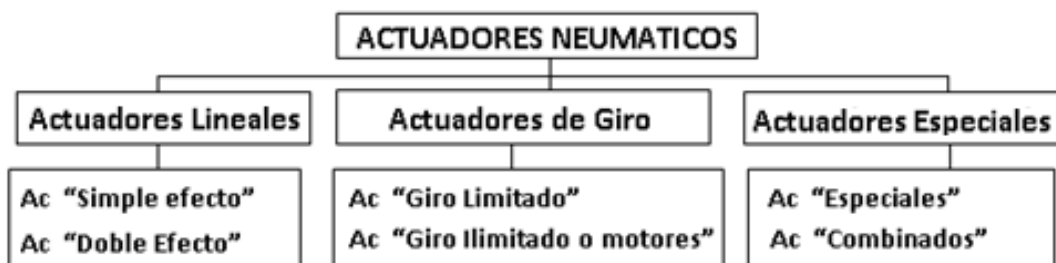 ACTUADORES NEUMATICOS
Actuadores Lineales
Actuadores de Giro
Actuadores Especiales
Ac "Simple efecto”
Ac "Doble Efecto”
Ac "Giro Limitado”
Ac "Giro Ilimitado o motores”
Ac "Especiales”
Ac "Combinados”